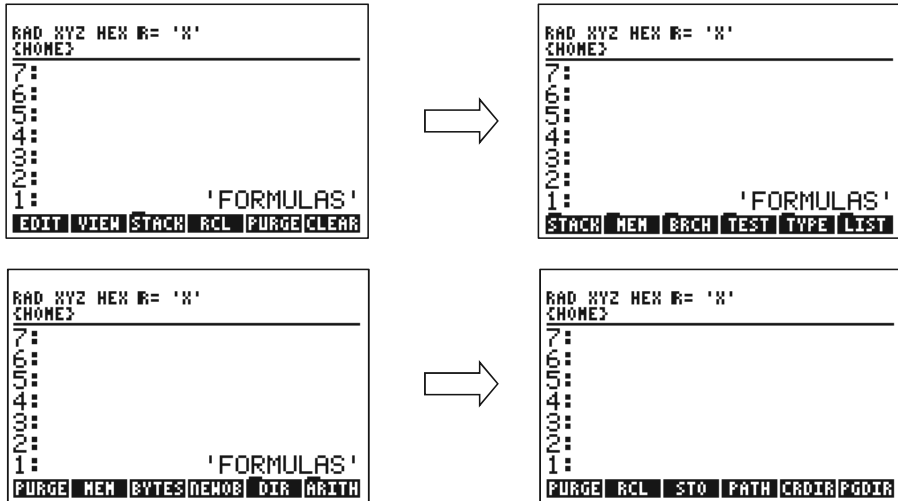 RAD XYZ HEX R= 'X'
{HOME}
7:
6:
5:
4:
3:
2:
1: 'FORMULAS'
EDIT VIEW STACK RCL PURGE CLEAR
RAD XYZ HEX R= 'X'
{HOME}
7:
6:
5:
4:
3:
2:
1: 'FORMULAS'
STACK MEM BRCH TEST TYPE LIST
RAD XYZ HEX R= 'X'
{HOME}
7:
6:
5:
4:
3:
2:
1: 'FORMULAS'
PURGE MEM BYTES NEWOB DIR ARITH
RAD XYZ HEX R= 'X'
{HOME}
7:
6:
5:
4:
3:
2:
1:
PURGE RCL STO PATH CRDIR PGDIR